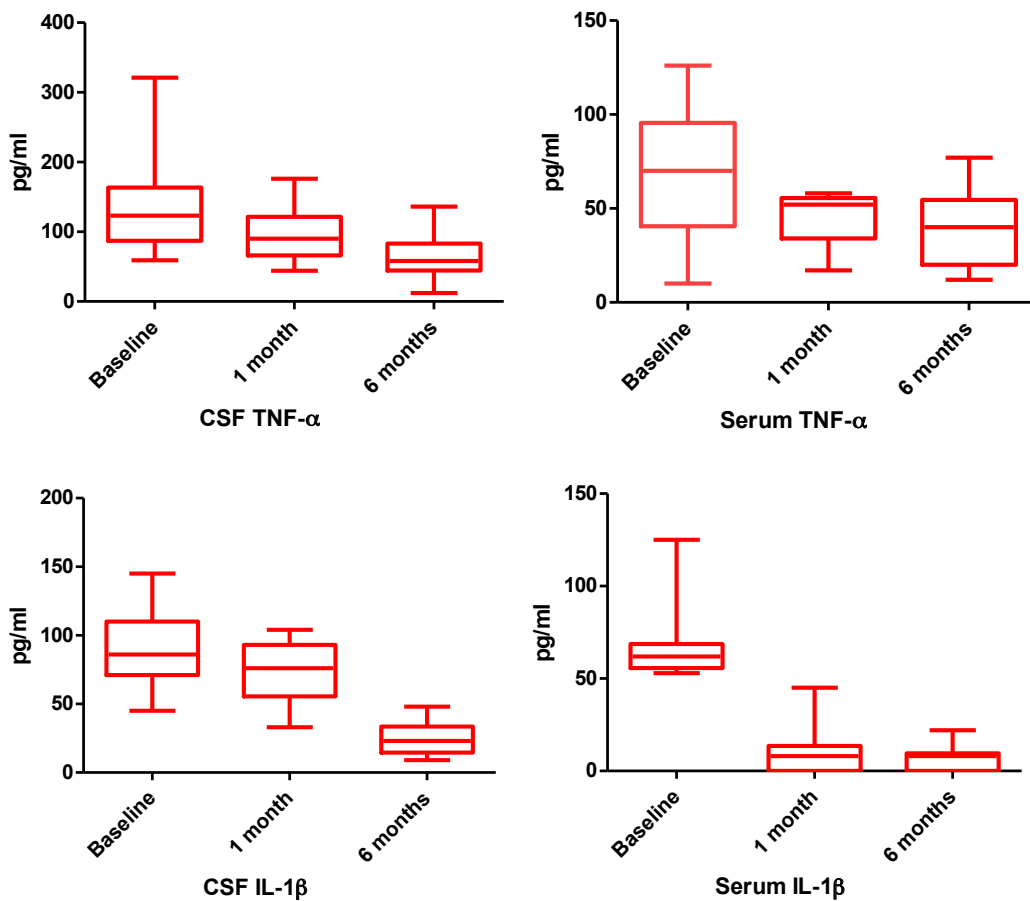 400
300
200
100
0
pg/ml
Baseline
1 month
6 months
CSF TNF-α
150
100
50
0
pg/ml
Baseline
1 month
6 months
Serum TNF-α
200
150
100
50
0
pg/ml
Baseline
1 month
6 months
CSF IL-1β
150
100
50
0
pg/ml
Baseline
1 month
6 months
Serum IL-1β